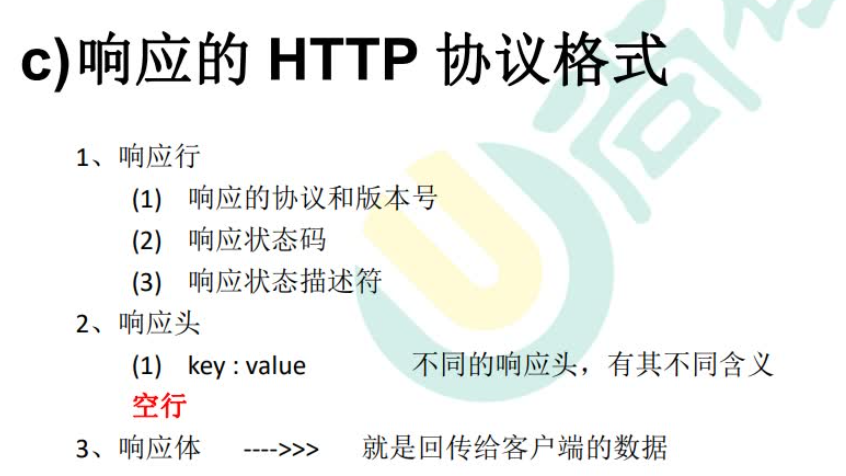 c)响应的 HTTP 协议格式
1、响应行
(1) 响应的协议和版本号
(2) 响应状态码
(3) 响应状态描述符
2、响应头
(1) key : value 不同的响应头，有其不同含义
空行
3、响应体 ---->>> 就是回传给客户端的数据